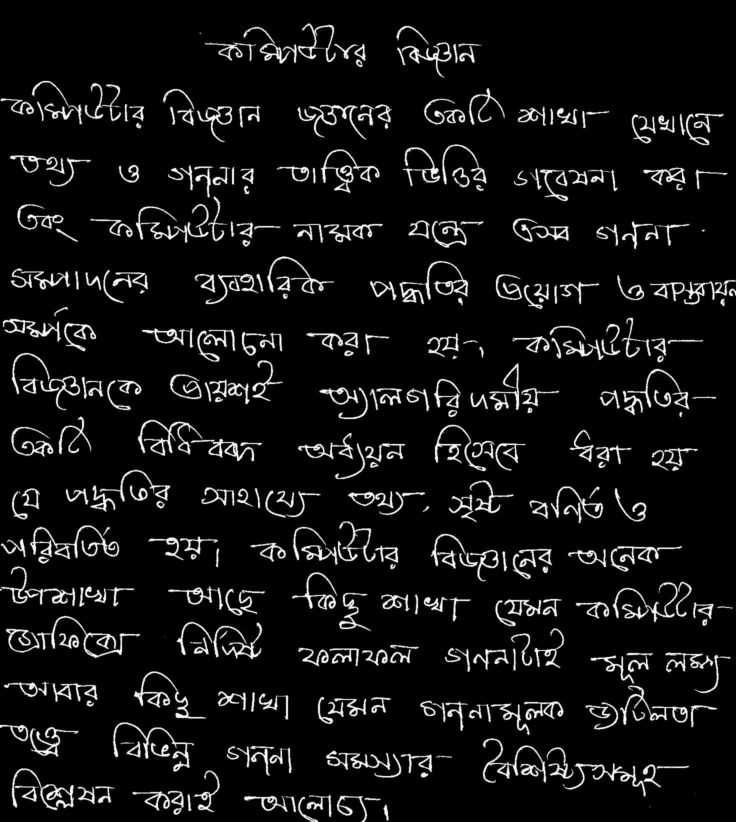 কম্পিউটার বিজ্ঞান
কম্পিউটার বিজ্ঞান জ্ঞানের একটি শাখা যেখানে
তথ্য ও গননার তাত্ত্বিক ভিত্তির গবেষনা করা
এবং কম্পিউটার নামক যন্ত্রে এসব গননা
সম্পাদনের ব্যবহারিক পদ্ধতির প্রয়োগ ও বাস্তবায়ন
সম্পর্কে আলোচনা করা হয়। কম্পিউটার
বিজ্ঞানকে প্রায়শই অ্যালগরিদমীয় পদ্ধতির
একটি বিধিবদ্ধ অধ্যয়ন হিসেবে ধরা হয়
যে পদ্ধতির সাহায্যে তথ্য, সৃষ্ট বর্নিত ও
পরিবর্তিত হয়। কম্পিউটার বিজ্ঞানের অনেক
উপশাখা আছে কিছু শাখা যেমন কম্পিউটার
গ্রাফিক্সে নির্দিষ্ট ফলাফল গননাটাই মূল লক্ষ্য
আবার কিছু শাখা যেমন গননামূলক জটিলতা
তত্ত্বে বিভিন্ন গননা সমস্যার বৈশিষ্ট্যসমূহ
বিশ্লেষন করাই আলোচ্য।